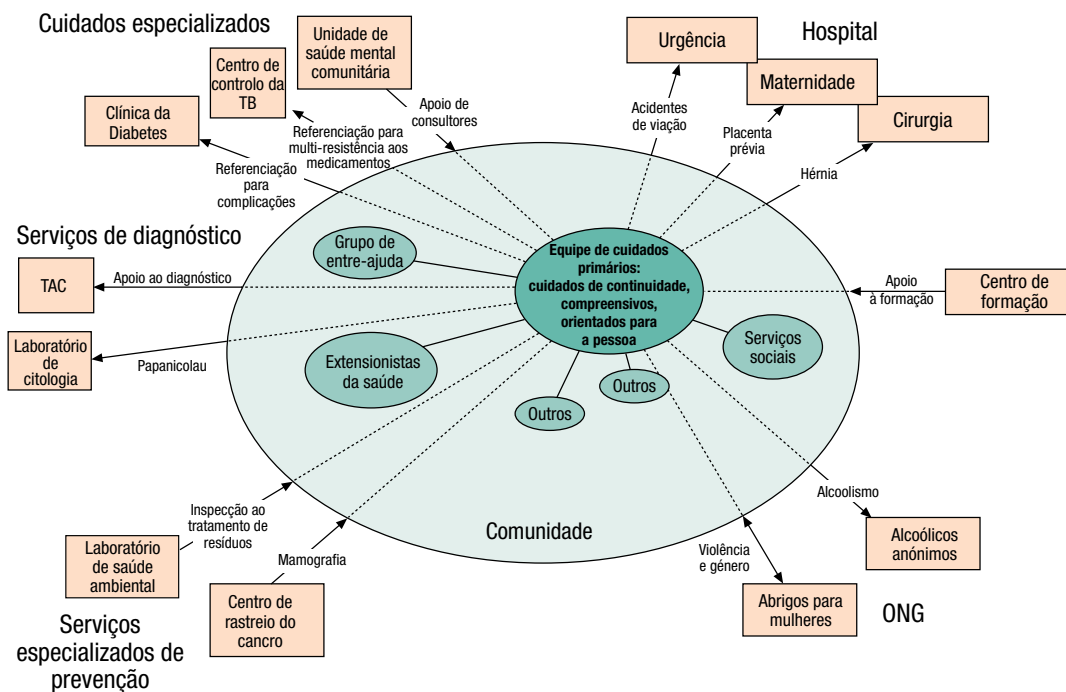 Cuidados especializados
Unidade de
saúde mental
comunitária
Centro de
controlo da
TB
Clínica da
Diabetes
Apoio de
consultores
Referenciação para
multi-resistência aos
medicamentos
Referenciação
para
complicações
Urgência
Hospital
Maternidade
Cirurgia
Acidentes
de viação
Placenta
prévia
Hérnia
Serviços de diagnóstico
TAC
Apoio ao diagnóstico
Laboratório
de
citologia
Papanicolau
Grupo de
entre-ajuda
Equipe de cuidados
primários:
cuidados de continuidade,
compreensivos,
orientados para
a pessoa
Extensionistas
da saúde
Outros
Outros
Serviços
sociais
Apoio
à formação
Centro de
formação
Comunidade
Inspecção ao
tratamento de
resíduos
Laboratório
de saúde
ambiental
Mamografia
Centro de
rastreio do
cancro
Serviços
especializados de
prevenção
Alcoolismo
Alcoólicos
anónimos
Violência
e género
Abrigos para
mulheres
ONG